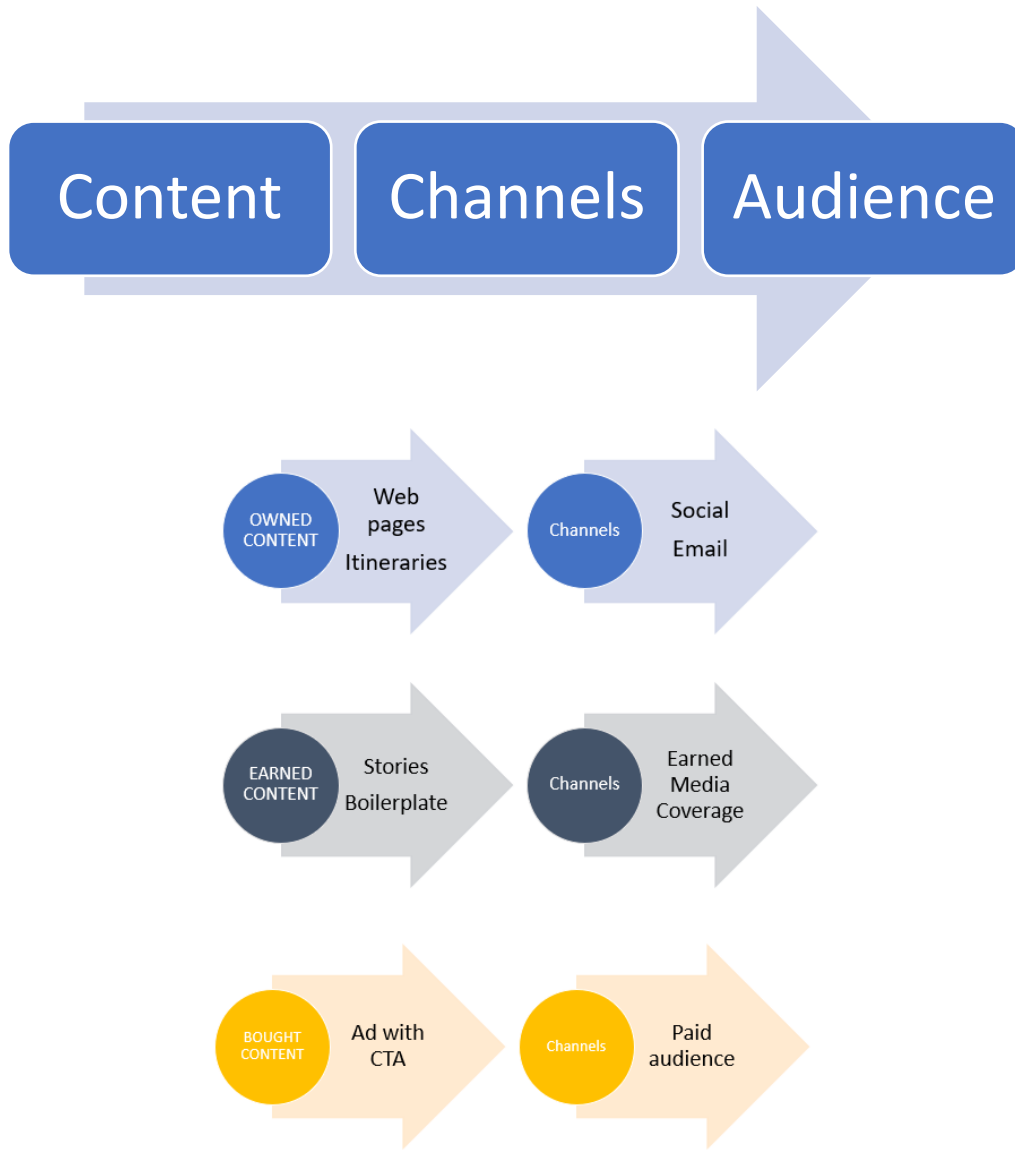 Content
Channels
Audience
OWNED
CONTENT
Web
pages
Itineraries
Channels
Social
Email
EARNED
CONTENT
Stories
Boilerplate
Channels
Earned
Media
Coverage
BOUGHT
CONTENT
Ad with
CTA
Channels
Paid
audience